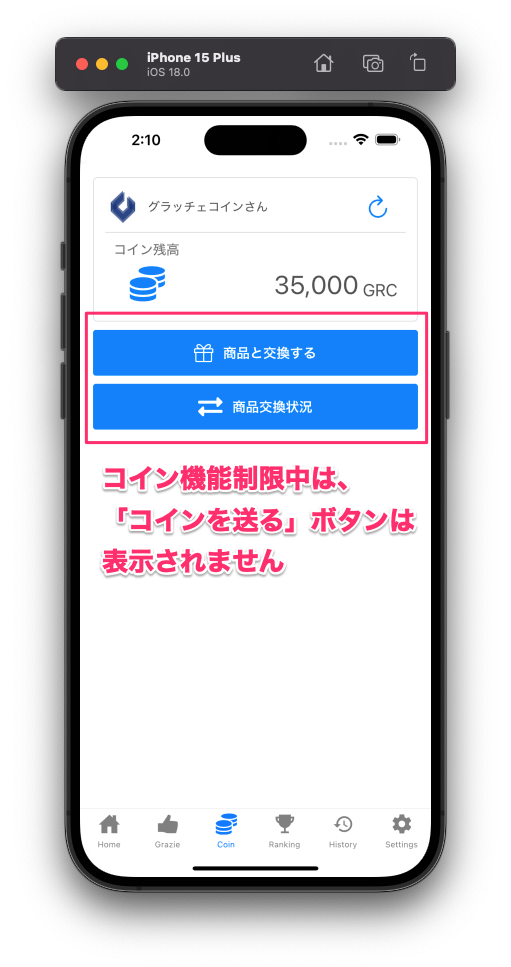 iPhone 15 Plus
iOS 18.0
2:10
グラッチェコインさん
コイン残高
35,000 GRC
商品と交換する
商品交換状況
コイン機能制限中は、
「コインを送る」ボタンは
表示されません
Home Grazie Coin Ranking History Settings